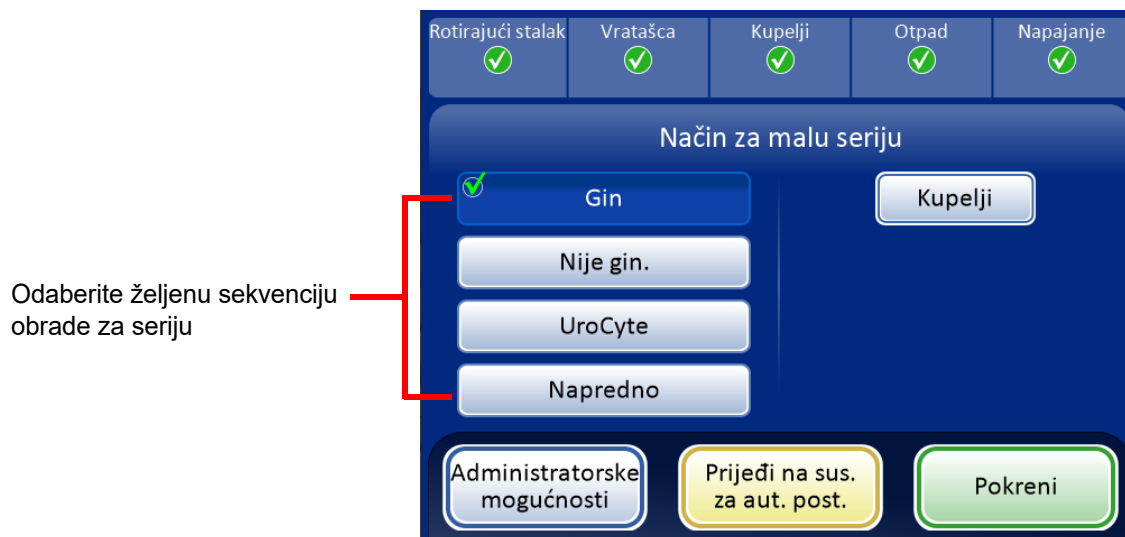 Rotirajući stalak
Vratašca
Kupelji
Otpad
Napajanje
Način za malu seriju
Gin
Kupelji
Nije gin.
Odaberite željenu sekvenciju
obrade za seriju
UroCyte
Napredno
Administratorske
mogućnosti
Prijeđi na sus.
za aut. post.
Pokreni